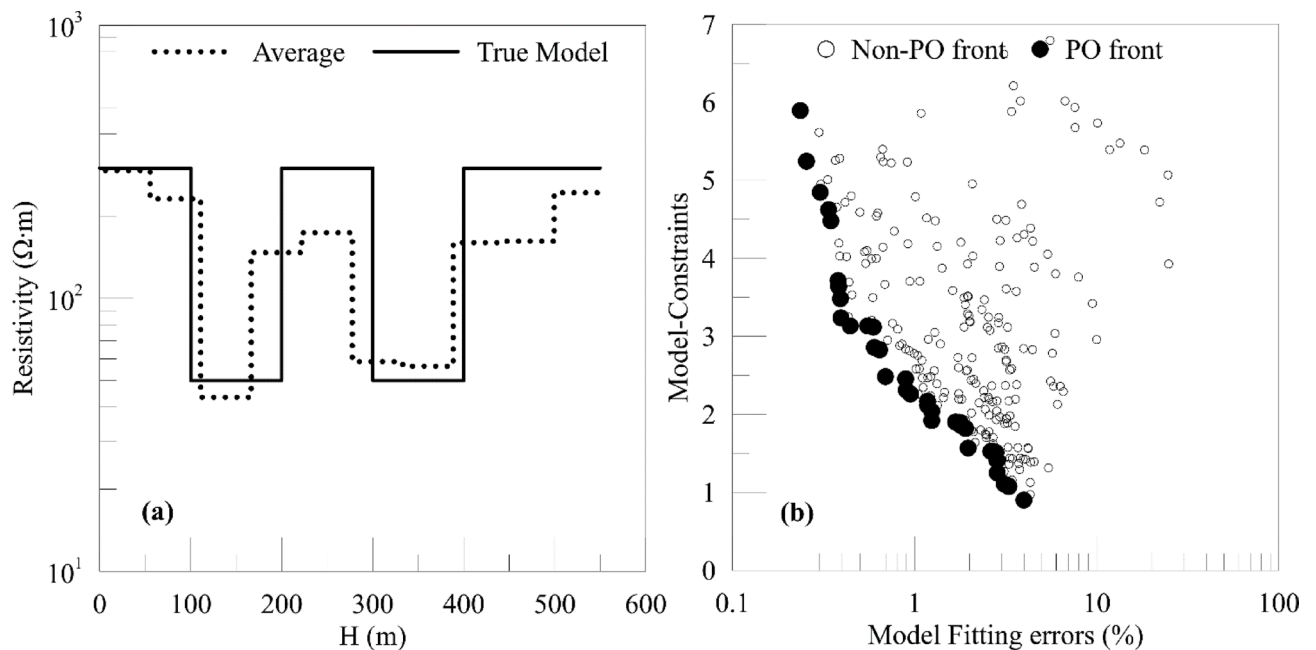 10³
Average
True Model
10²
10¹
Resistivity (Ω·m)
(a)
0 100 200 300 400 500 600
H (m)
7
6
5
4
3
2
1
0
Model-Constraints
Non-PO front
PO front
(b)
0.1 1 10 100
Model Fitting errors (%)